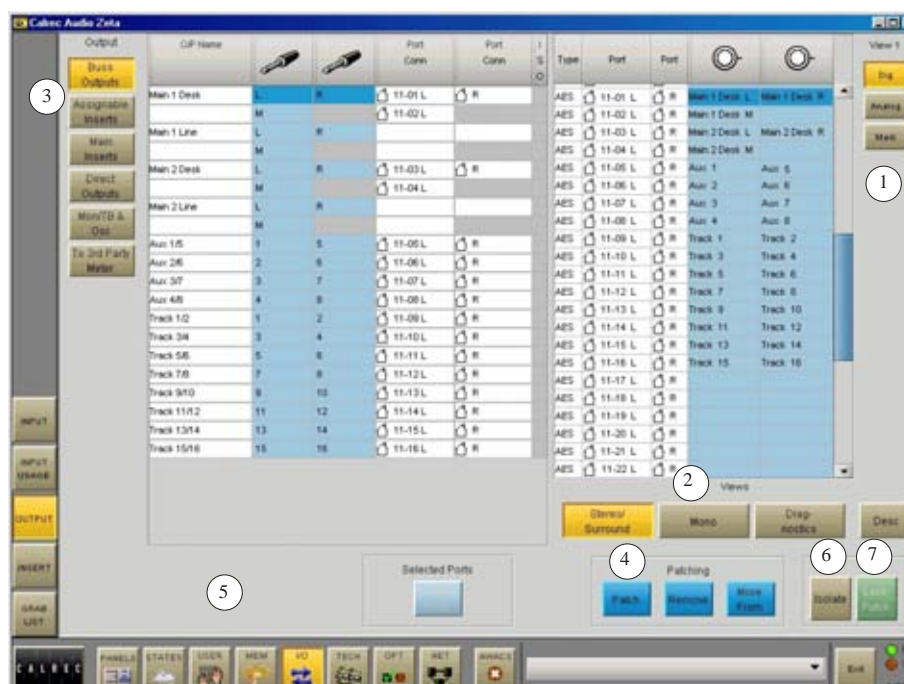 Calrec Audio Zeta
Output
Buss Outputs
Assignable Inserts
Main Inserts
Direct Outputs
Mon/TB & Osc
To 3rd Party Meter
3
O/P Name Port Conn Port Conn I S O
Main 1 Desk L R 11-01 L R
M 11-02 L
Main 1 Line L R
M
Main 2 Desk L R 11-03 L R
M 11-04 L
Main 2 Line L R
M
Aux 1/5 1 5 11-05 L R
Aux 2/6 2 6 11-06 L R
Aux 3/7 3 7 11-07 L R
Aux 4/8 4 8 11-08 L R
Track 1/2 1 2 11-09 L R
Track 3/4 3 4 11-10 L R
Track 5/6 5 6 11-11 L R
Track 7/8 7 8 11-12 L R
Track 9/10 9 10 11-13 L R
Track 11/12 11 12 11-14 L R
Track 13/14 13 14 11-15 L R
Track 15/16 15 16 11-16 L R
Type Port Port
AES 11-01 L R Main 1 Desk L Main 1 Desk R
AES 11-02 L R Main 1 Desk M
AES 11-03 L R Main 2 Desk L Main 2 Desk R
AES 11-04 L R Main 2 Desk M
AES 11-05 L R Aux 1 Aux 5
AES 11-06 L R Aux 2 Aux 6
AES 11-07 L R Aux 3 Aux 7
AES 11-08 L R Aux 4 Aux 8
AES 11-09 L R Track 1 Track 2
AES 11-10 L R Track 3 Track 4
AES 11-11 L R Track 5 Track 6
AES 11-12 L R Track 7 Track 8
AES 11-13 L R Track 9 Track 10
AES 11-14 L R Track 11 Track 12
AES 11-15 L R Track 13 Track 14
AES 11-16 L R Track 15 Track 16
AES 11-17 L R
AES 11-18 L R
AES 11-19 L R
AES 11-20 L R
AES 11-21 L R
AES 11-22 L R
View 1
Dig
Analog
1
2
Views
Stereo/ Surround
Mono
Diag- nostics
Desc
INPUT
INPUT USAGE
OUTPUT
INSERT
GRAB LIST
5
Selected Ports
4
Patching
Patch
Remove
Move From
6
7
Isolate
Lock Patch
CALREC
PANELS
STATES
USER
MEM
I/O
TECH
OPT
NET
AWACS
Exit